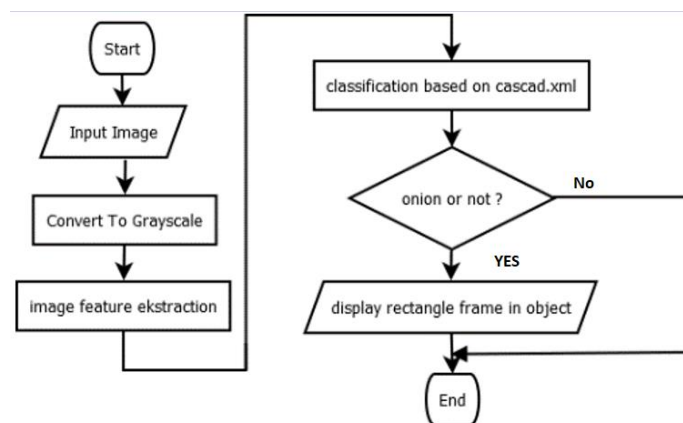 Start
Input Image
Convert To Grayscale
image feature ekstraction
classification based on cascad.xml
onion or not ?
No
YES
display rectangle frame in object
End